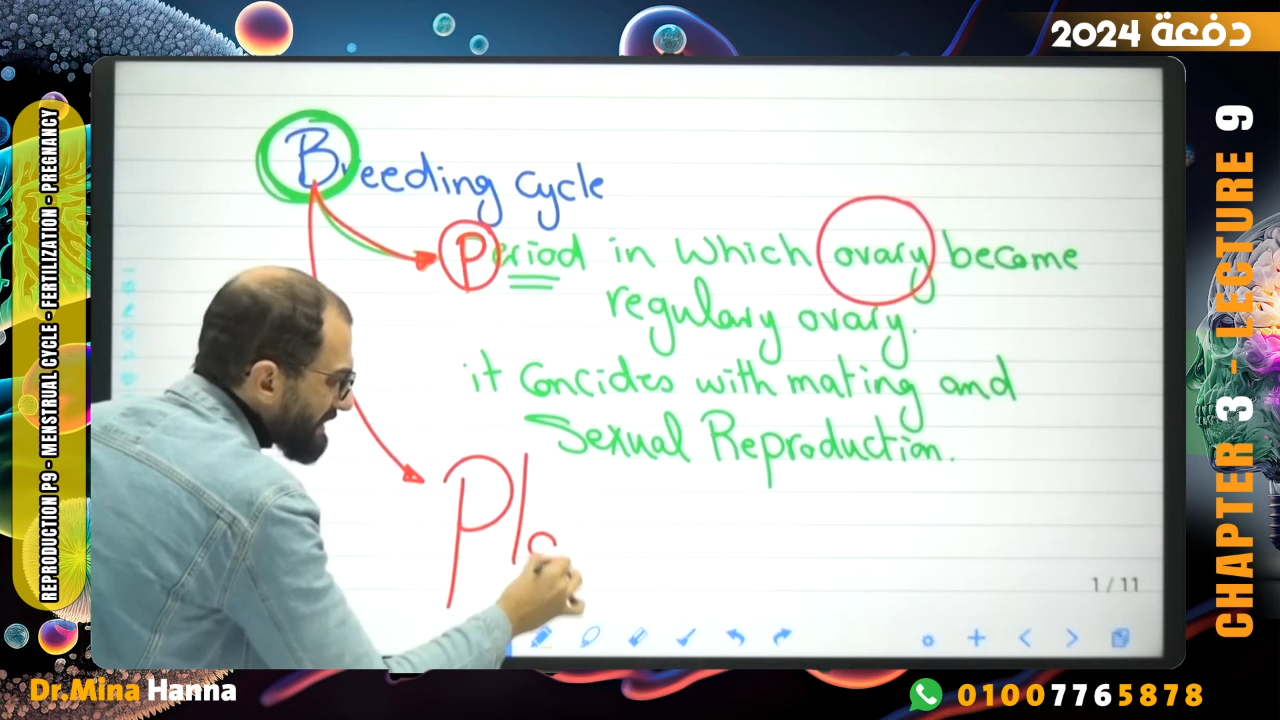 دفعة 2024
REPRODUCTION P9 - MENSTRUAL CYCLE - FERTILIZATION - PREGNANCY
Breeding Cycle
Period in which ovary become
regulary ovary.
it concides with mating and
Sexual Reproduction.
Pla
1 / 11
CHAPTER 3 - LECTURE 9
Dr.Mina Hanna
01007765878